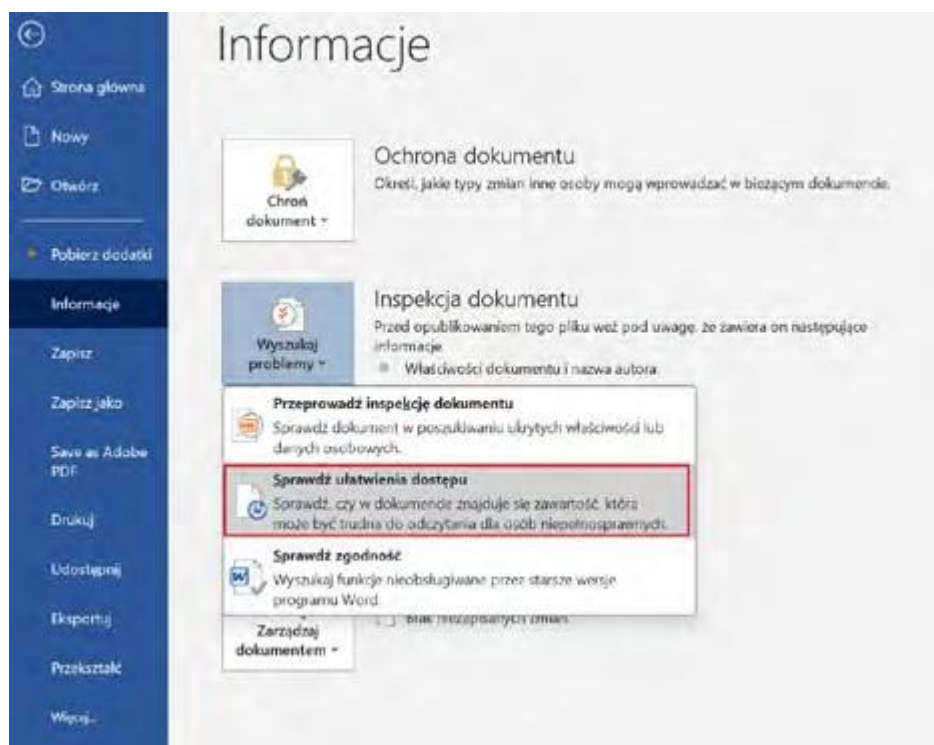 Informacje
Strona główna
Nowy
Otwórz
Pobierz dodatki
Informacje
Zapisz
Zapisz jako
Save as Adobe
PDF
Drukuj
Udostępnij
Eksportuj
Przekształć
Więcej...
Chroń
dokument
Ochrona dokumentu
Określ, jakie typy zmian inne osoby mogą wprowadzać w bieżącym dokumencie.
Wyszukaj
problemy
Inspekcja dokumentu
Przed opublikowaniem tego pliku weź pod uwagę, że zawiera on następujące
informacje
Właściwości dokumentu i nazwa autora
Przeprowadź inspekcję dokumentu
Sprawdź dokument w poszukiwaniu ukrytych właściwości lub
danych osobowych.
Sprawdź ułatwienia dostępu
Sprawdź, czy w dokumencie znajduje się zawartość, która
może być trudna do odczytania dla osób niepełnosprawnych.
Sprawdź zgodność
Wyszukaj funkcje nieobsługiwane przez starsze wersje
programu Word.
Zarządzaj
dokumentem
Brak niezapisanych zmian.